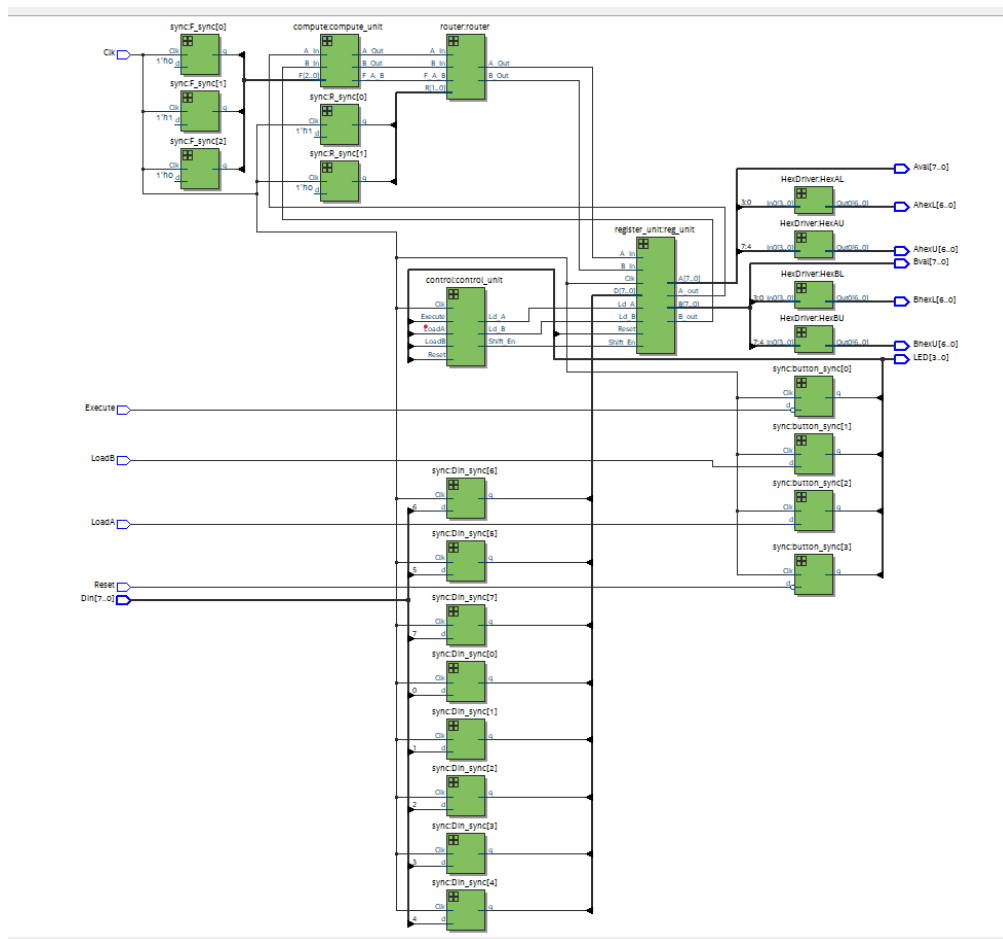 sync:F_sync[0]
Clk
1'h0 d
q
sync:F_sync[1]
Clk
1'h1 d
q
sync:F_sync[2]
Clk
1'h0 d
q
Clk
compute:compute_unit
A_In
B_In
F[2..0]
A_Out
B_Out
F_A_B
router:router
A_In
B_In
F_A_B
R[1..0]
A_Out
B_Out
sync:R_sync[0]
Clk
1'h1 d
q
sync:R_sync[1]
Clk
1'h0 d
q
register_unit:reg_unit
A_In
B_In
Clk
D[7..0]
Ld_A
Ld_B
Reset
Shift_En
A[7..0]
A_out
B[7..0]
B_out
control:control_unit
Clk
Execute
LoadA
LoadB
Reset
Ld_A
Ld_B
Shift_En
Aval[7..0]
HexDriver:HexAL
3:0 In0[3..0] Out0[6..0]
AhexL[6..0]
HexDriver:HexAU
7:4 In0[3..0] Out0[6..0]
AhexU[6..0]
Bval[7..0]
HexDriver:HexBL
3:0 In0[3..0] Out0[6..0]
BhexL[6..0]
HexDriver:HexBU
7:4 In0[3..0] Out0[6..0]
BhexU[6..0]
LED[3..0]
sync:button_sync[0]
Clk
d
q
sync:button_sync[1]
Clk
d
q
sync:button_sync[2]
Clk
d
q
sync:button_sync[3]
Clk
d
q
Execute
LoadB
LoadA
Reset
Din[7..0]
sync:Din_sync[6]
Clk
6 d
q
sync:Din_sync[5]
Clk
5 d
q
sync:Din_sync[7]
Clk
7 d
q
sync:Din_sync[0]
Clk
0 d
q
sync:Din_sync[1]
Clk
1 d
q
sync:Din_sync[2]
Clk
2 d
q
sync:Din_sync[3]
Clk
3 d
q
sync:Din_sync[4]
Clk
4 d
q